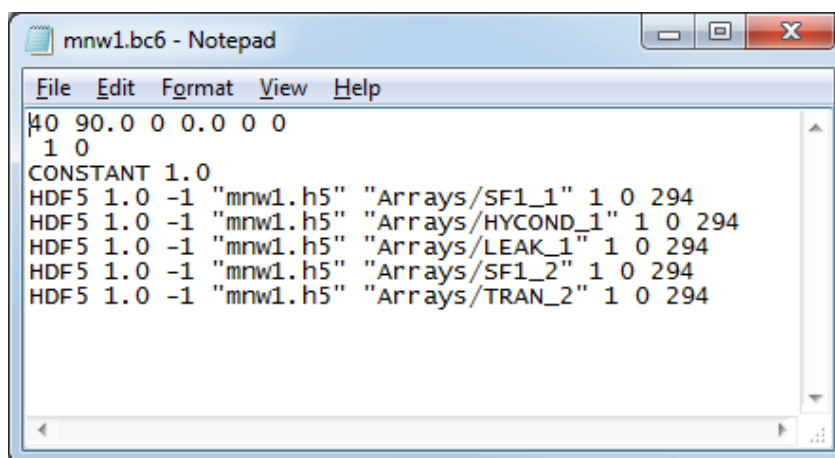 mnw1.bc6 - Notepad
File Edit Format View Help
40 90.0 0 0.0 0 0
1 0
CONSTANT 1.0
HDF5 1.0 -1 "mnw1.h5" "Arrays/SF1_1" 1 0 294
HDF5 1.0 -1 "mnw1.h5" "Arrays/HYCOND_1" 1 0 294
HDF5 1.0 -1 "mnw1.h5" "Arrays/LEAK_1" 1 0 294
HDF5 1.0 -1 "mnw1.h5" "Arrays/SF1_2" 1 0 294
HDF5 1.0 -1 "mnw1.h5" "Arrays/TRAN_2" 1 0 294